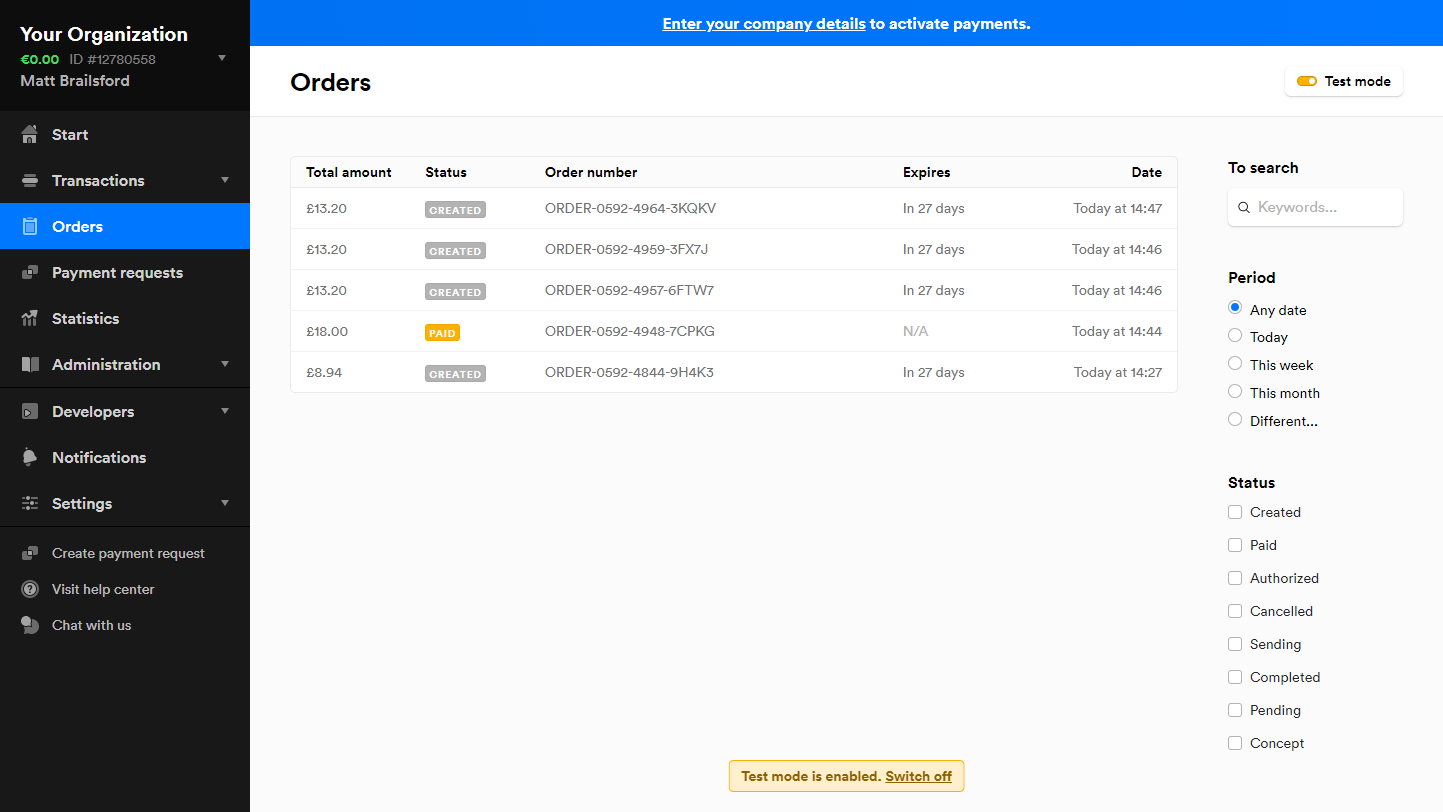 Your Organization
€0.00 ID #12780558
Matt Brailsford
Start
Transactions
Orders
Payment requests
Statistics
Administration
Developers
Notifications
Settings
Create payment request
Visit help center
Chat with us
Enter your company details to activate payments.
Orders
Test mode
Total amount Status Order number Expires Date
£13.20 CREATED ORDER-0592-4964-3KQKV In 27 days Today at 14:47
£13.20 CREATED ORDER-0592-4959-3FX7J In 27 days Today at 14:46
£13.20 CREATED ORDER-0592-4957-6FTW7 In 27 days Today at 14:46
£18.00 PAID ORDER-0592-4948-7CPKG N/A Today at 14:44
£8.94 CREATED ORDER-0592-4844-9H4K3 In 27 days Today at 14:27
To search
Keywords...
Period
Any date
Today
This week
This month
Different...
Status
Created
Paid
Authorized
Cancelled
Sending
Completed
Pending
Concept
Test mode is enabled. Switch off